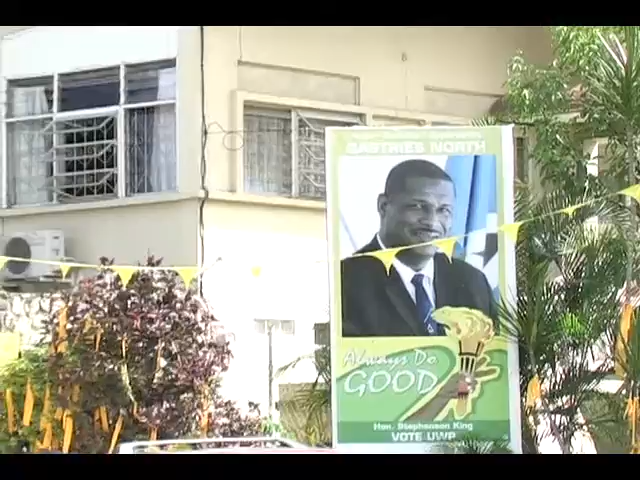 CASTRIES NORTH
Always Do
GOOD
Hon. Stephenson King
VOTE UWP